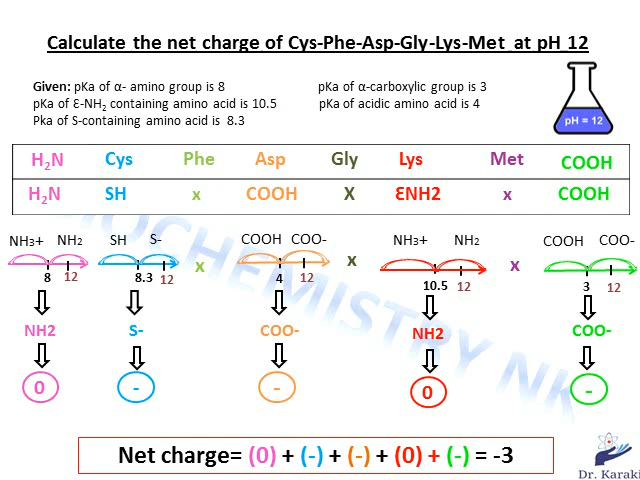 Calculate the net charge of Cys-Phe-Asp-Gly-Lys-Met at pH 12
Given: pKa of α- amino group is 8 pKa of α-carboxylic group is 3
pKa of Ɛ-NH2 containing amino acid is 10.5 pKa of acidic amino acid is 4
Pka of S-containing amino acid is 8.3
pH = 12
H2N Cys Phe Asp Gly Lys Met COOH
H2N SH x COOH X ƐNH2 x COOH
NH3+ NH2 SH S- COOH COO- NH3+ NH2 COOH COO-
x x x
8 12 8.3 12 4 12 10.5 12 3 12
NH2 S- COO- NH2 COO-
0 - - 0 -
BIOCHEMISTRY NK
Net charge= (0) + (-) + (-) + (0) + (-) = -3
Dr. Karaki